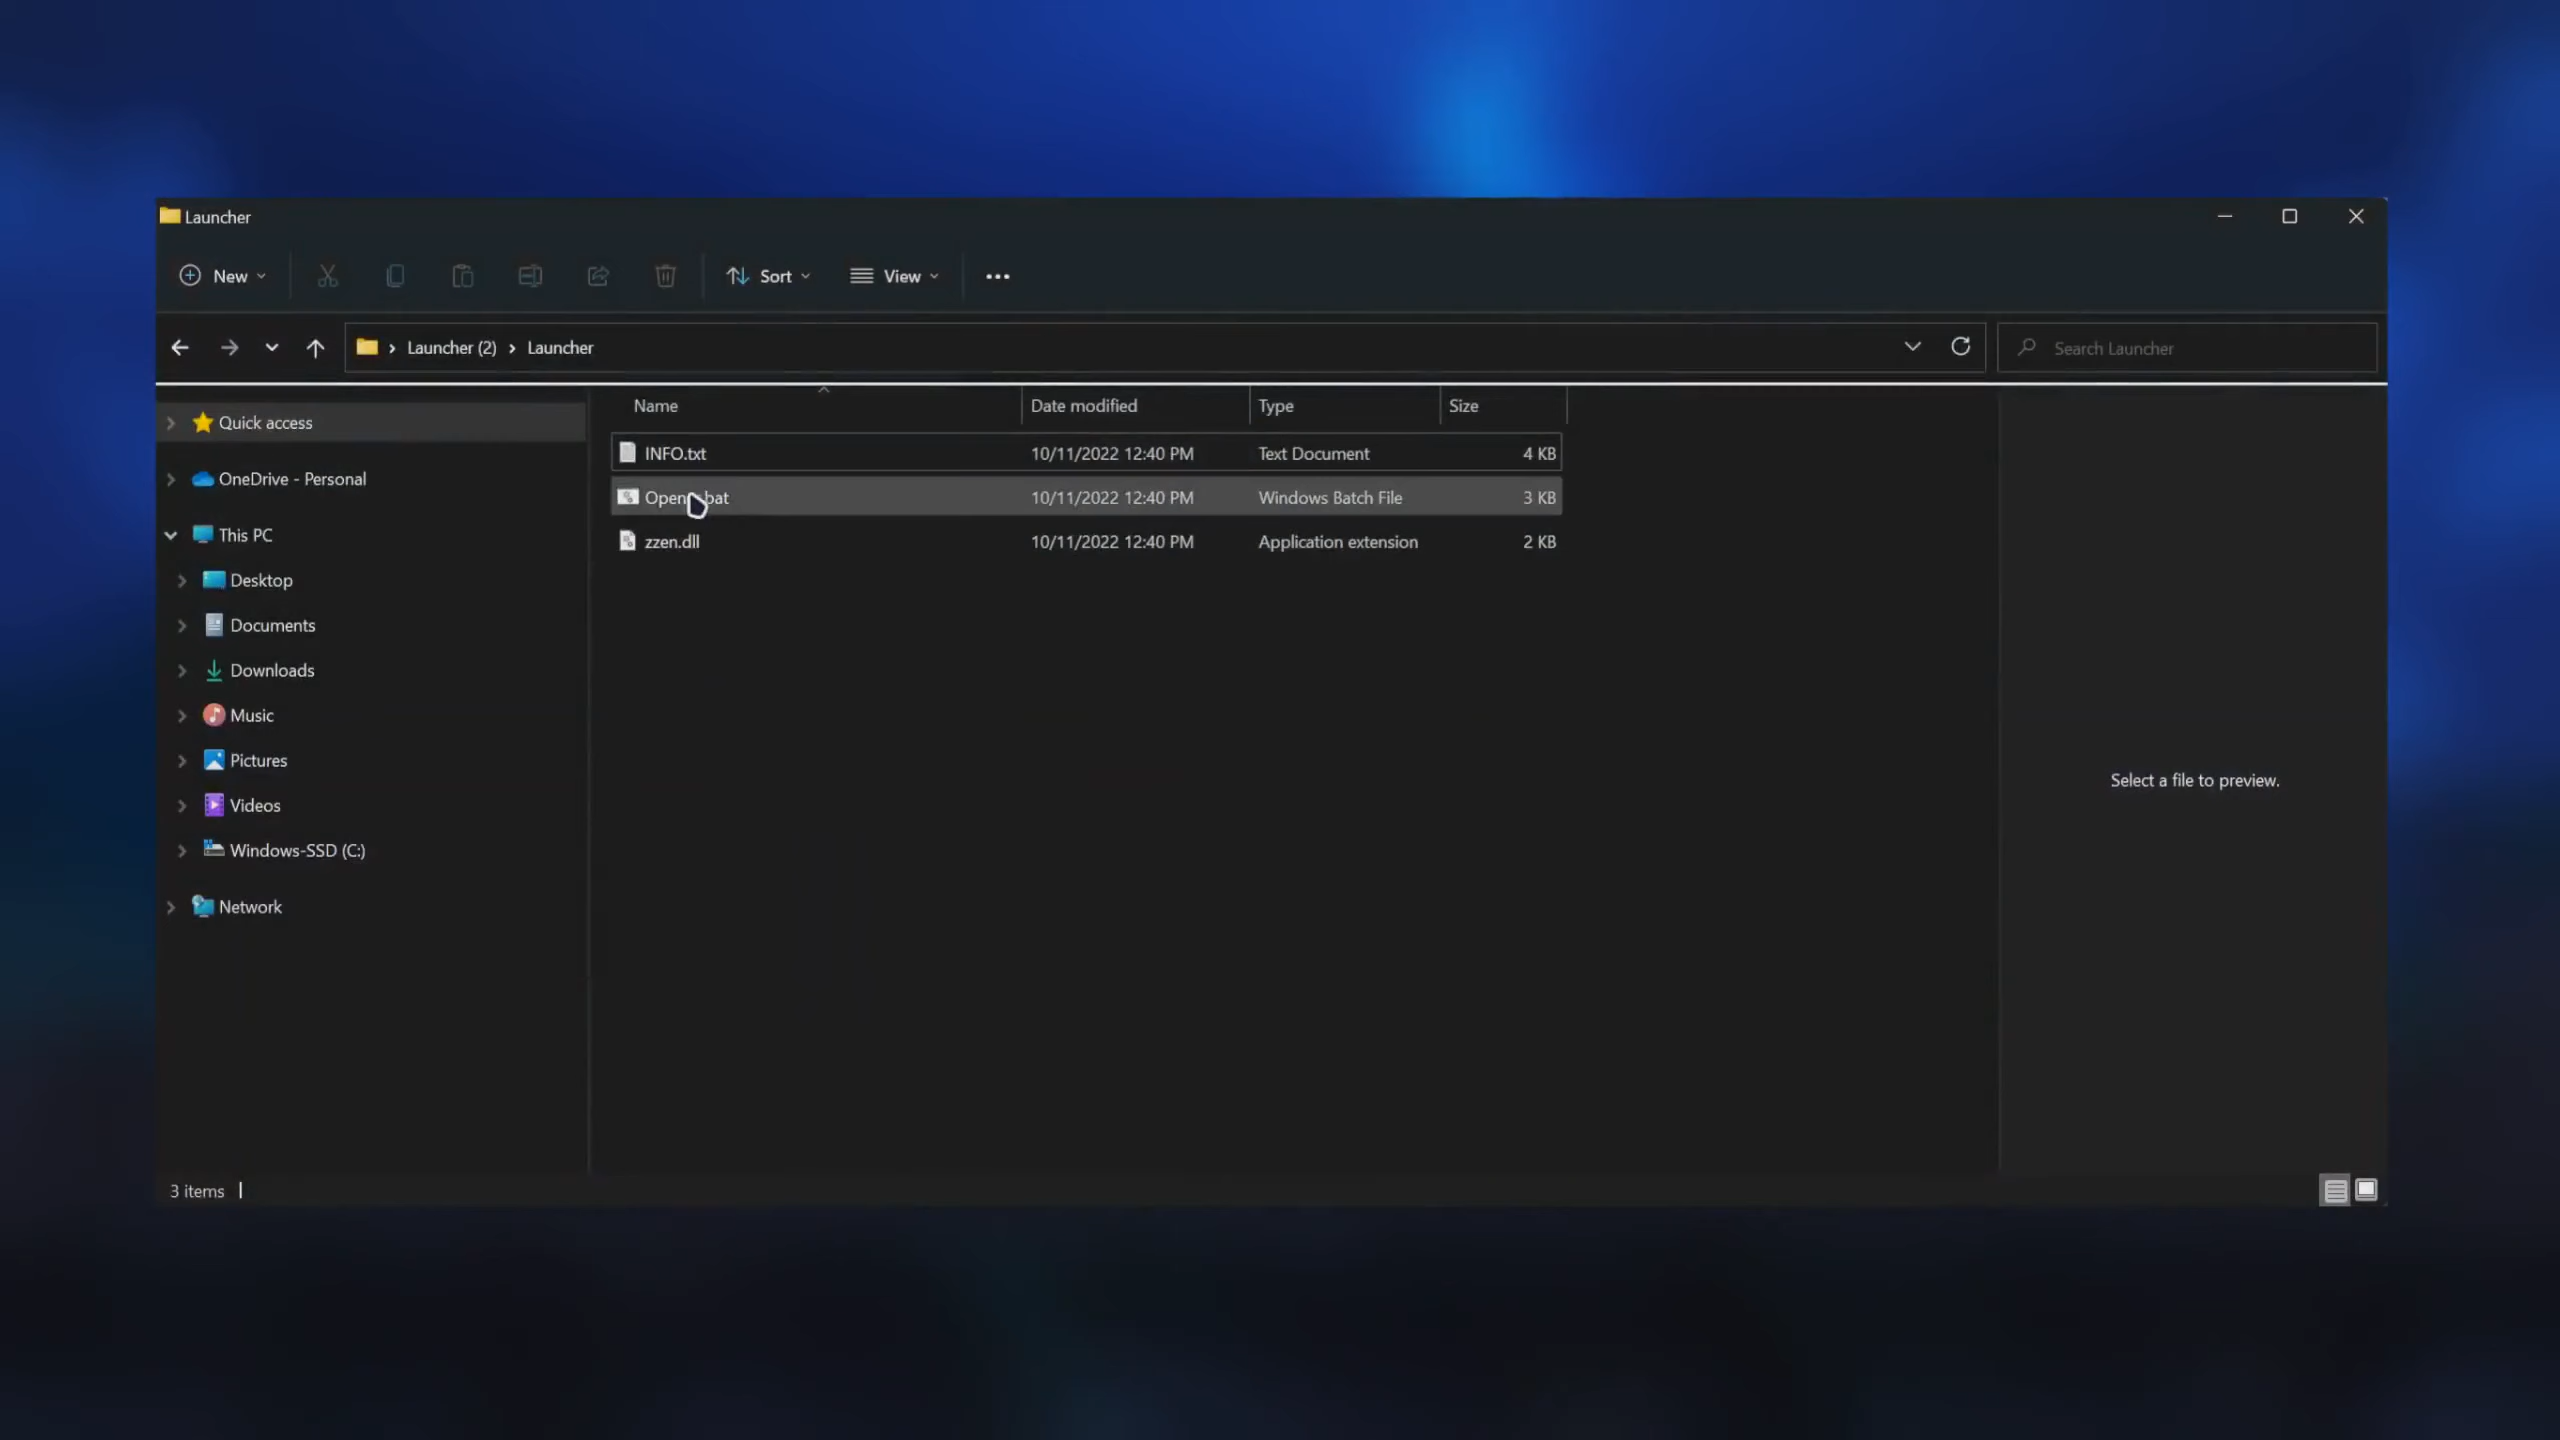 Launcher
New
Sort
View
Launcher (2) > Launcher
Search Launcher
Name Date modified Type Size
Quick access
OneDrive - Personal
This PC
Desktop
Documents
Downloads
Music
Pictures
Videos
Windows-SSD (C:)
Network
INFO.txt 10/11/2022 12:40 PM Text Document 4 KB
bat 10/11/2022 12:40 PM Windows Batch File 3 KB
zzen.dll 10/11/2022 12:40 PM Application extension 2 KB
Select a file to preview.
3 items